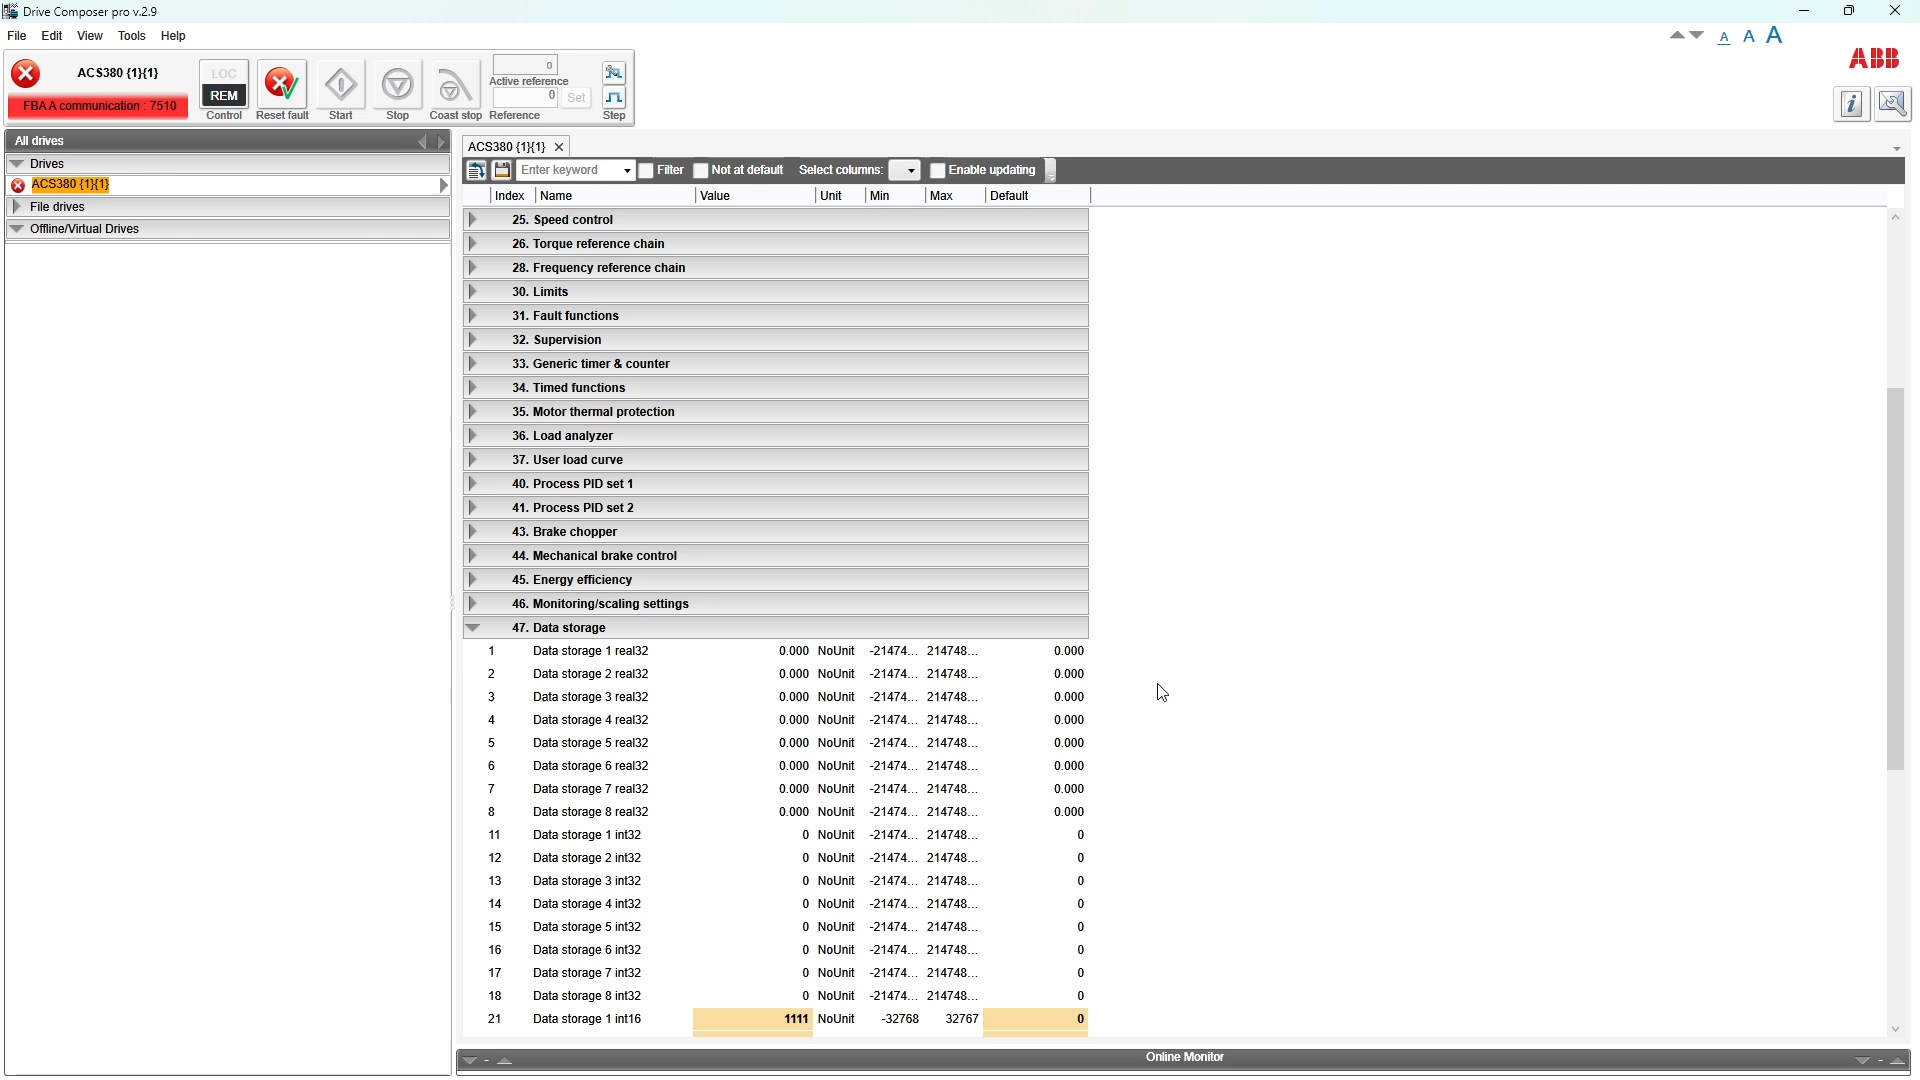 Drive Composer pro v.2.9
File Edit View Tools Help
A A A
ABB
ACS380 {1}{1}
FBA A communication : 7510
LOC
REM
Control
Reset fault
Start
Stop
Coast stop
0
Active reference
0 Set
Reference
Step
All drives
Drives
ACS380 {1}{1}
File drives
Offline/Virtual Drives
ACS380 {1}{1}
Enter keyword Filter Not at default Select columns: Enable updating
Index Name Value Unit Min Max Default
25. Speed control
26. Torque reference chain
28. Frequency reference chain
30. Limits
31. Fault functions
32. Supervision
33. Generic timer & counter
34. Timed functions
35. Motor thermal protection
36. Load analyzer
37. User load curve
40. Process PID set 1
41. Process PID set 2
43. Brake chopper
44. Mechanical brake control
45. Energy efficiency
46. Monitoring/scaling settings
47. Data storage
1 Data storage 1 real32 0.000 NoUnit -21474... 214748... 0.000
2 Data storage 2 real32 0.000 NoUnit -21474... 214748... 0.000
3 Data storage 3 real32 0.000 NoUnit -21474... 214748... 0.000
4 Data storage 4 real32 0.000 NoUnit -21474... 214748... 0.000
5 Data storage 5 real32 0.000 NoUnit -21474... 214748... 0.000
6 Data storage 6 real32 0.000 NoUnit -21474... 214748... 0.000
7 Data storage 7 real32 0.000 NoUnit -21474... 214748... 0.000
8 Data storage 8 real32 0.000 NoUnit -21474... 214748... 0.000
11 Data storage 1 int32 0 NoUnit -21474... 214748... 0
12 Data storage 2 int32 0 NoUnit -21474... 214748... 0
13 Data storage 3 int32 0 NoUnit -21474... 214748... 0
14 Data storage 4 int32 0 NoUnit -21474... 214748... 0
15 Data storage 5 int32 0 NoUnit -21474... 214748... 0
16 Data storage 6 int32 0 NoUnit -21474... 214748... 0
17 Data storage 7 int32 0 NoUnit -21474... 214748... 0
18 Data storage 8 int32 0 NoUnit -21474... 214748... 0
21 Data storage 1 int16 1111 NoUnit -32768 32767 0
Online Monitor